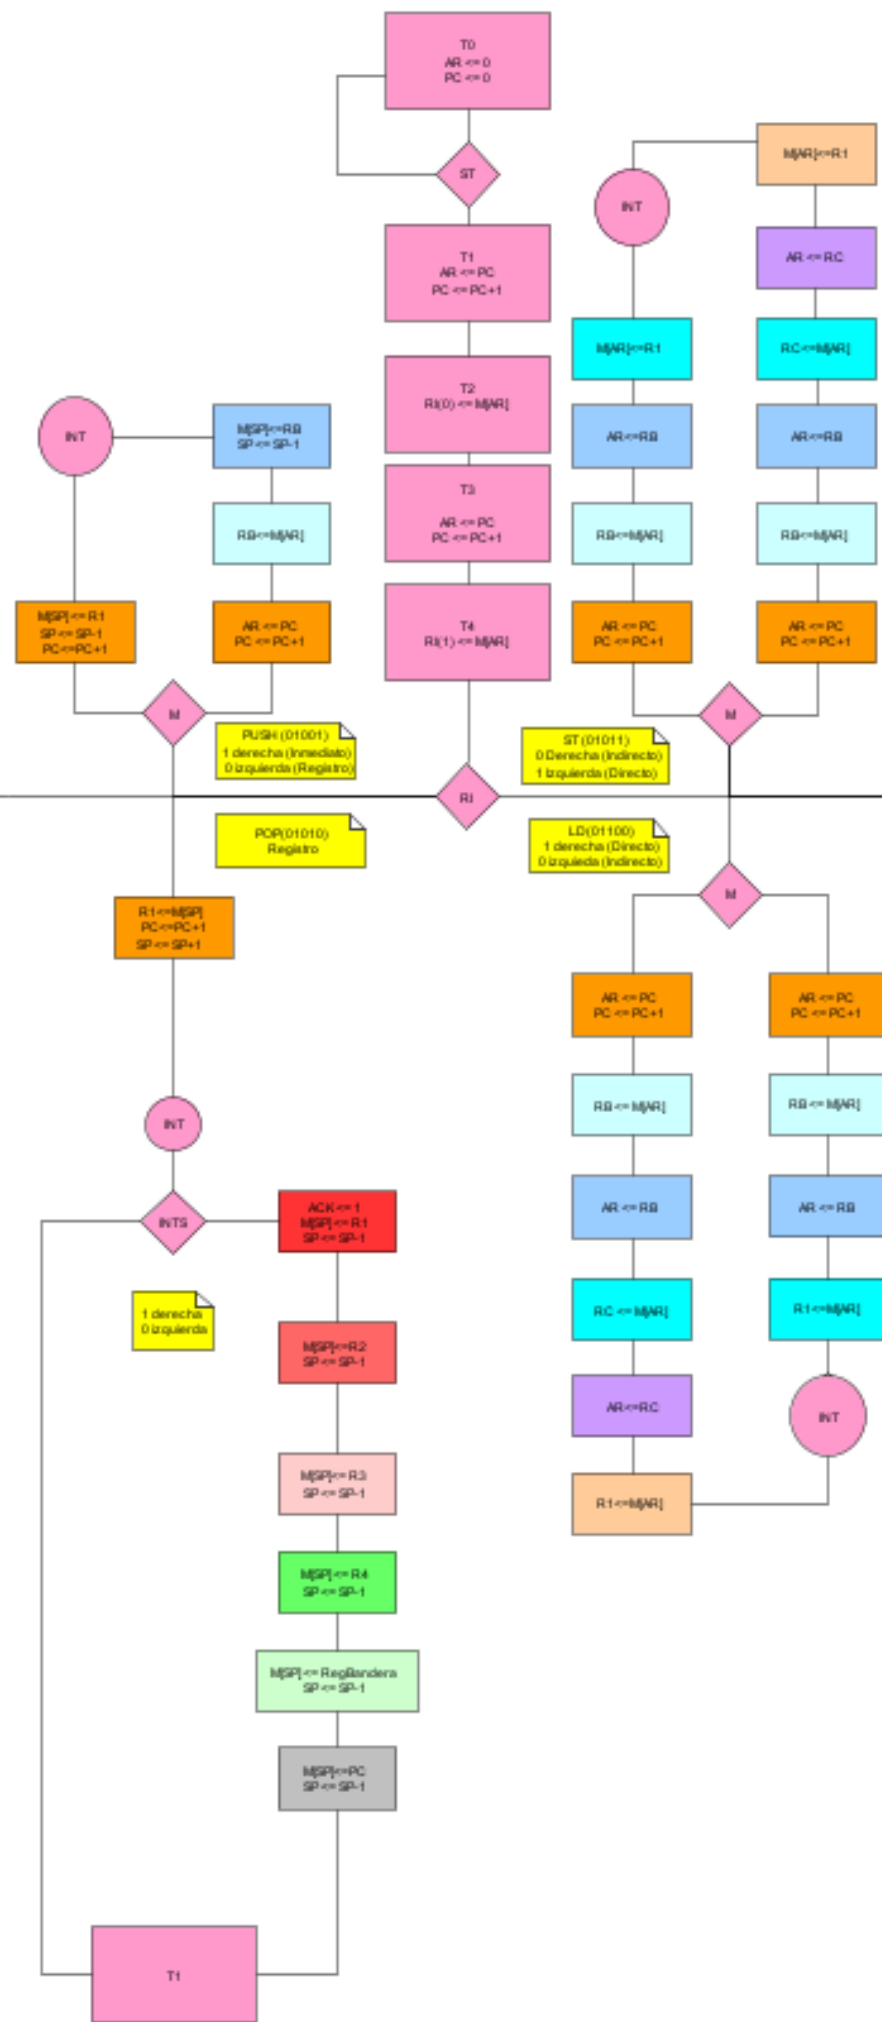 T0
AR <= 0
PC <= 0
ST
T1
AR <= PC
PC <= PC+1
T2
RI(0) <= M[AR]
T3
AR <= PC
PC <= PC+1
T4
RI(1) <= M[AR]
RI
INT
M[SP]<=RB
SP <= SP-1
RB<=M[AR]
AR <= PC
PC <= PC+1
M[SP] <= R1
SP <= SP-1
PC<=PC+1
M
PUSH (01001)
1 derecha (Inmediato)
0 izquierda (Registro)
POP(01010)
Registro
M[AR]<=R1
INT
AR <= RC
M[AR]<=R1
RC<=M[AR]
AR<=RB
AR<=RB
RB<=M[AR]
RB<=M[AR]
AR <= PC
PC <= PC+1
AR <= PC
PC <= PC+1
M
ST (01011)
0 Derecha (Indirecto)
1 Izquierda (Directo)
LD(01100)
1 derecha (Directo)
0 izquieda (Indirecto)
M
AR <= PC
PC <= PC+1
AR <= PC
PC <= PC+1
RB <= M[AR]
RB <= M[AR]
AR <= RB
AR <= RB
RC <= M[AR]
R1<=M[AR]
AR<=RC
INT
R1<=M[AR]
R1<=M[SP]
PC<=PC+1
SP <= SP+1
INT
INTS
1 derecha
0 izquierda
ACK <= 1
M[SP] <= R1
SP <= SP-1
M[SP]<=R2
SP <= SP-1
M[SP]<= R3
SP <= SP-1
M[SP] <= R4
SP <= SP-1
M[SP] <= RegBandera
SP <= SP-1
M[SP]<=PC
SP <= SP-1
T1